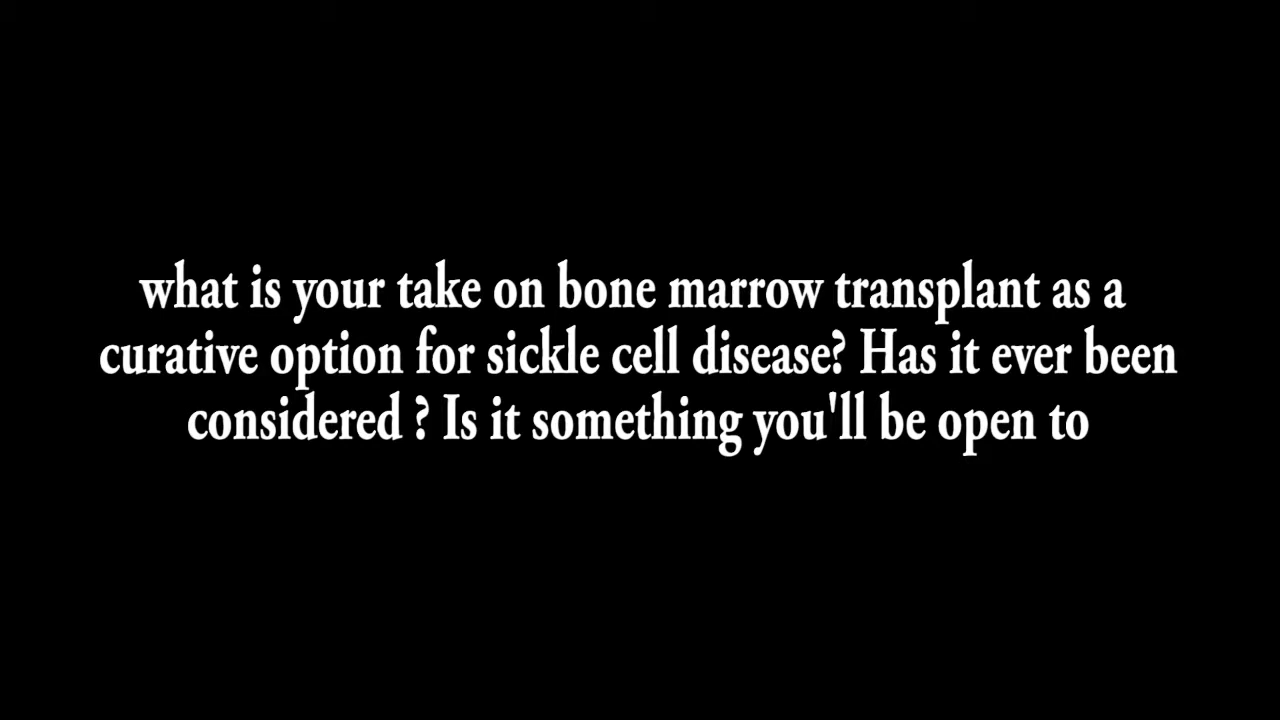 what is your take on bone marrow transplant as a
curative option for sickle cell disease? Has it ever been
considered ? Is it something you'll be open to